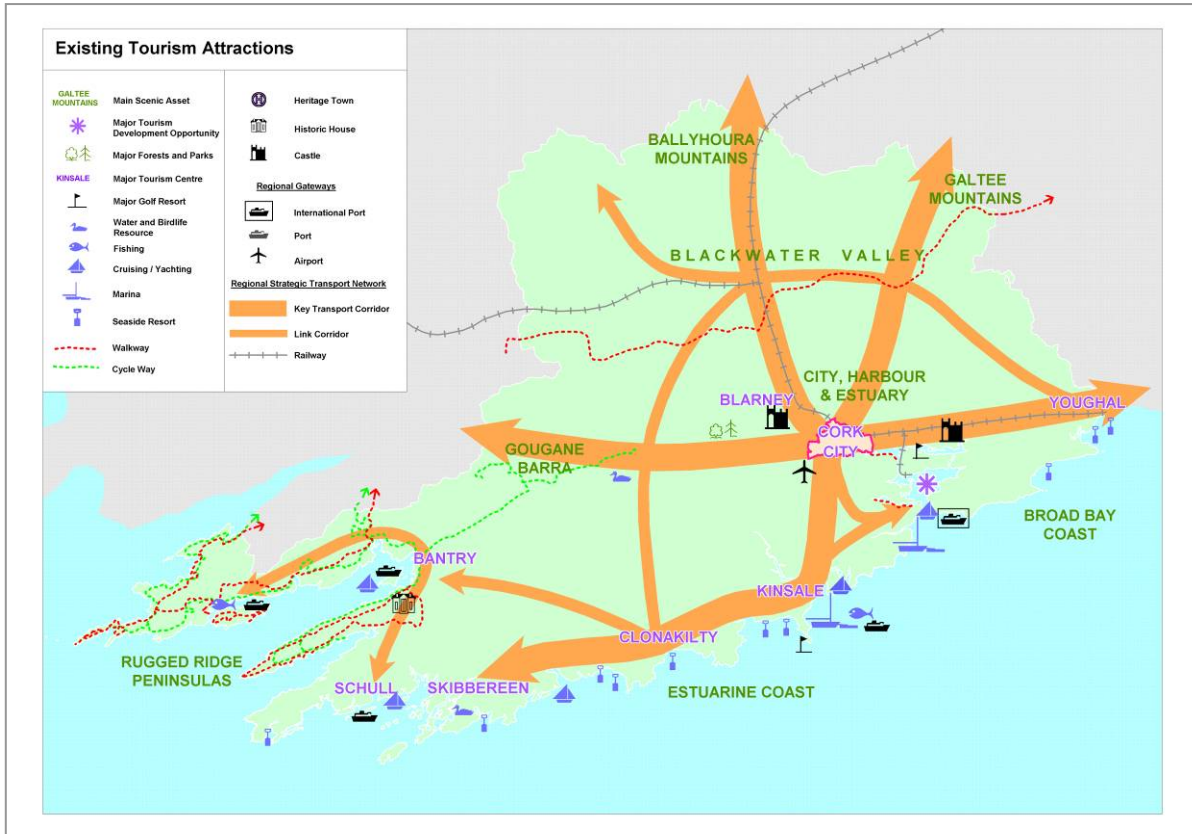 Existing Tourism Attractions
GALTEE
MOUNTAINS
Main Scenic Asset
Major Tourism
Development Opportunity
Major Forests and Parks
KINSALE
Major Tourism Centre
Major Golf Resort
Water and Birdlife
Resource
Fishing
Cruising / Yachting
Marina
Seaside Resort
Walkway
Cycle Way
Heritage Town
Historic House
Castle
Regional Gateways
International Port
Port
Airport
Regional Strategic Transport Network
Key Transport Corridor
Link Corridor
Railway
BALLYHOURA
MOUNTAINS
GALTEE
MOUNTAINS
BLACKWATER VALLEY
CITY, HARBOUR
& ESTUARY
BLARNEY
YOUGHAL
CORK
CITY
GOUGANE
BARRA
BROAD BAY
COAST
BANTRY
KINSALE
CLONAKILTY
RUGGED RIDGE
PENINSULAS
SCHULL
SKIBBEREEN
ESTUARINE COAST